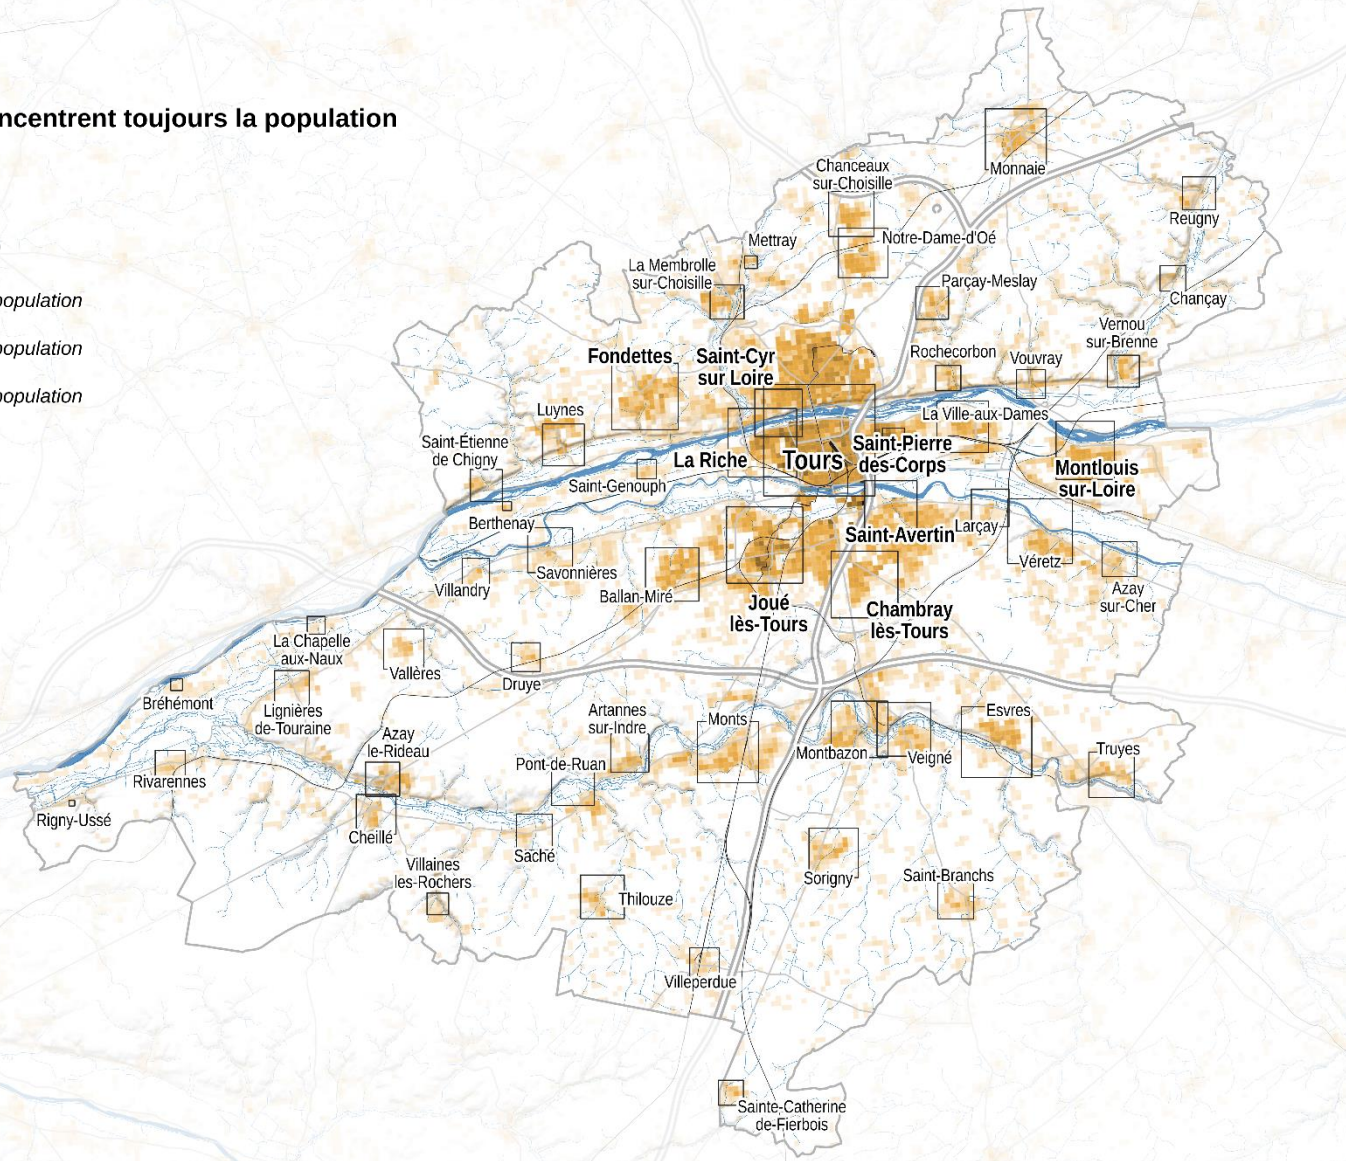 ncentrent toujours la population
population
population
population
Monnaie
Chanceaux
sur-Choisille
Reugny
Mettray
Notre-Dame-d'Oé
La Membrolle
sur-Choisille
Parçay-Meslay
Chançay
Vernou
sur-Brenne
Rochecorbon
Vouvray
Fondettes
Saint-Cyr
sur Loire
Luynes
La Ville-aux-Dames
Saint-Étienne
de Chigny
La Riche
Tours
Saint-Pierre
des-Corps
Montlouis
sur-Loire
Saint-Genouph
Berthenay
Larçay
Saint-Avertin
Véretz
Savonnières
Villandry
Ballan-Miré
Azay
sur-Cher
Joué
lès-Tours
Chambray
lès-Tours
La Chapelle
aux-Naux
Vallères
Druye
Bréhémont
Lignières
de-Touraine
Artannes
sur-Indre
Monts
Esvres
Azay
le-Rideau
Montbazon
Veigné
Truyes
Pont-de-Ruan
Rivarennes
Rigny-Ussé
Cheillé
Saché
Villaines
les-Rochers
Sorigny
Saint-Branchs
Thilouze
Villeperdue
Sainte-Catherine
de-Fierbois